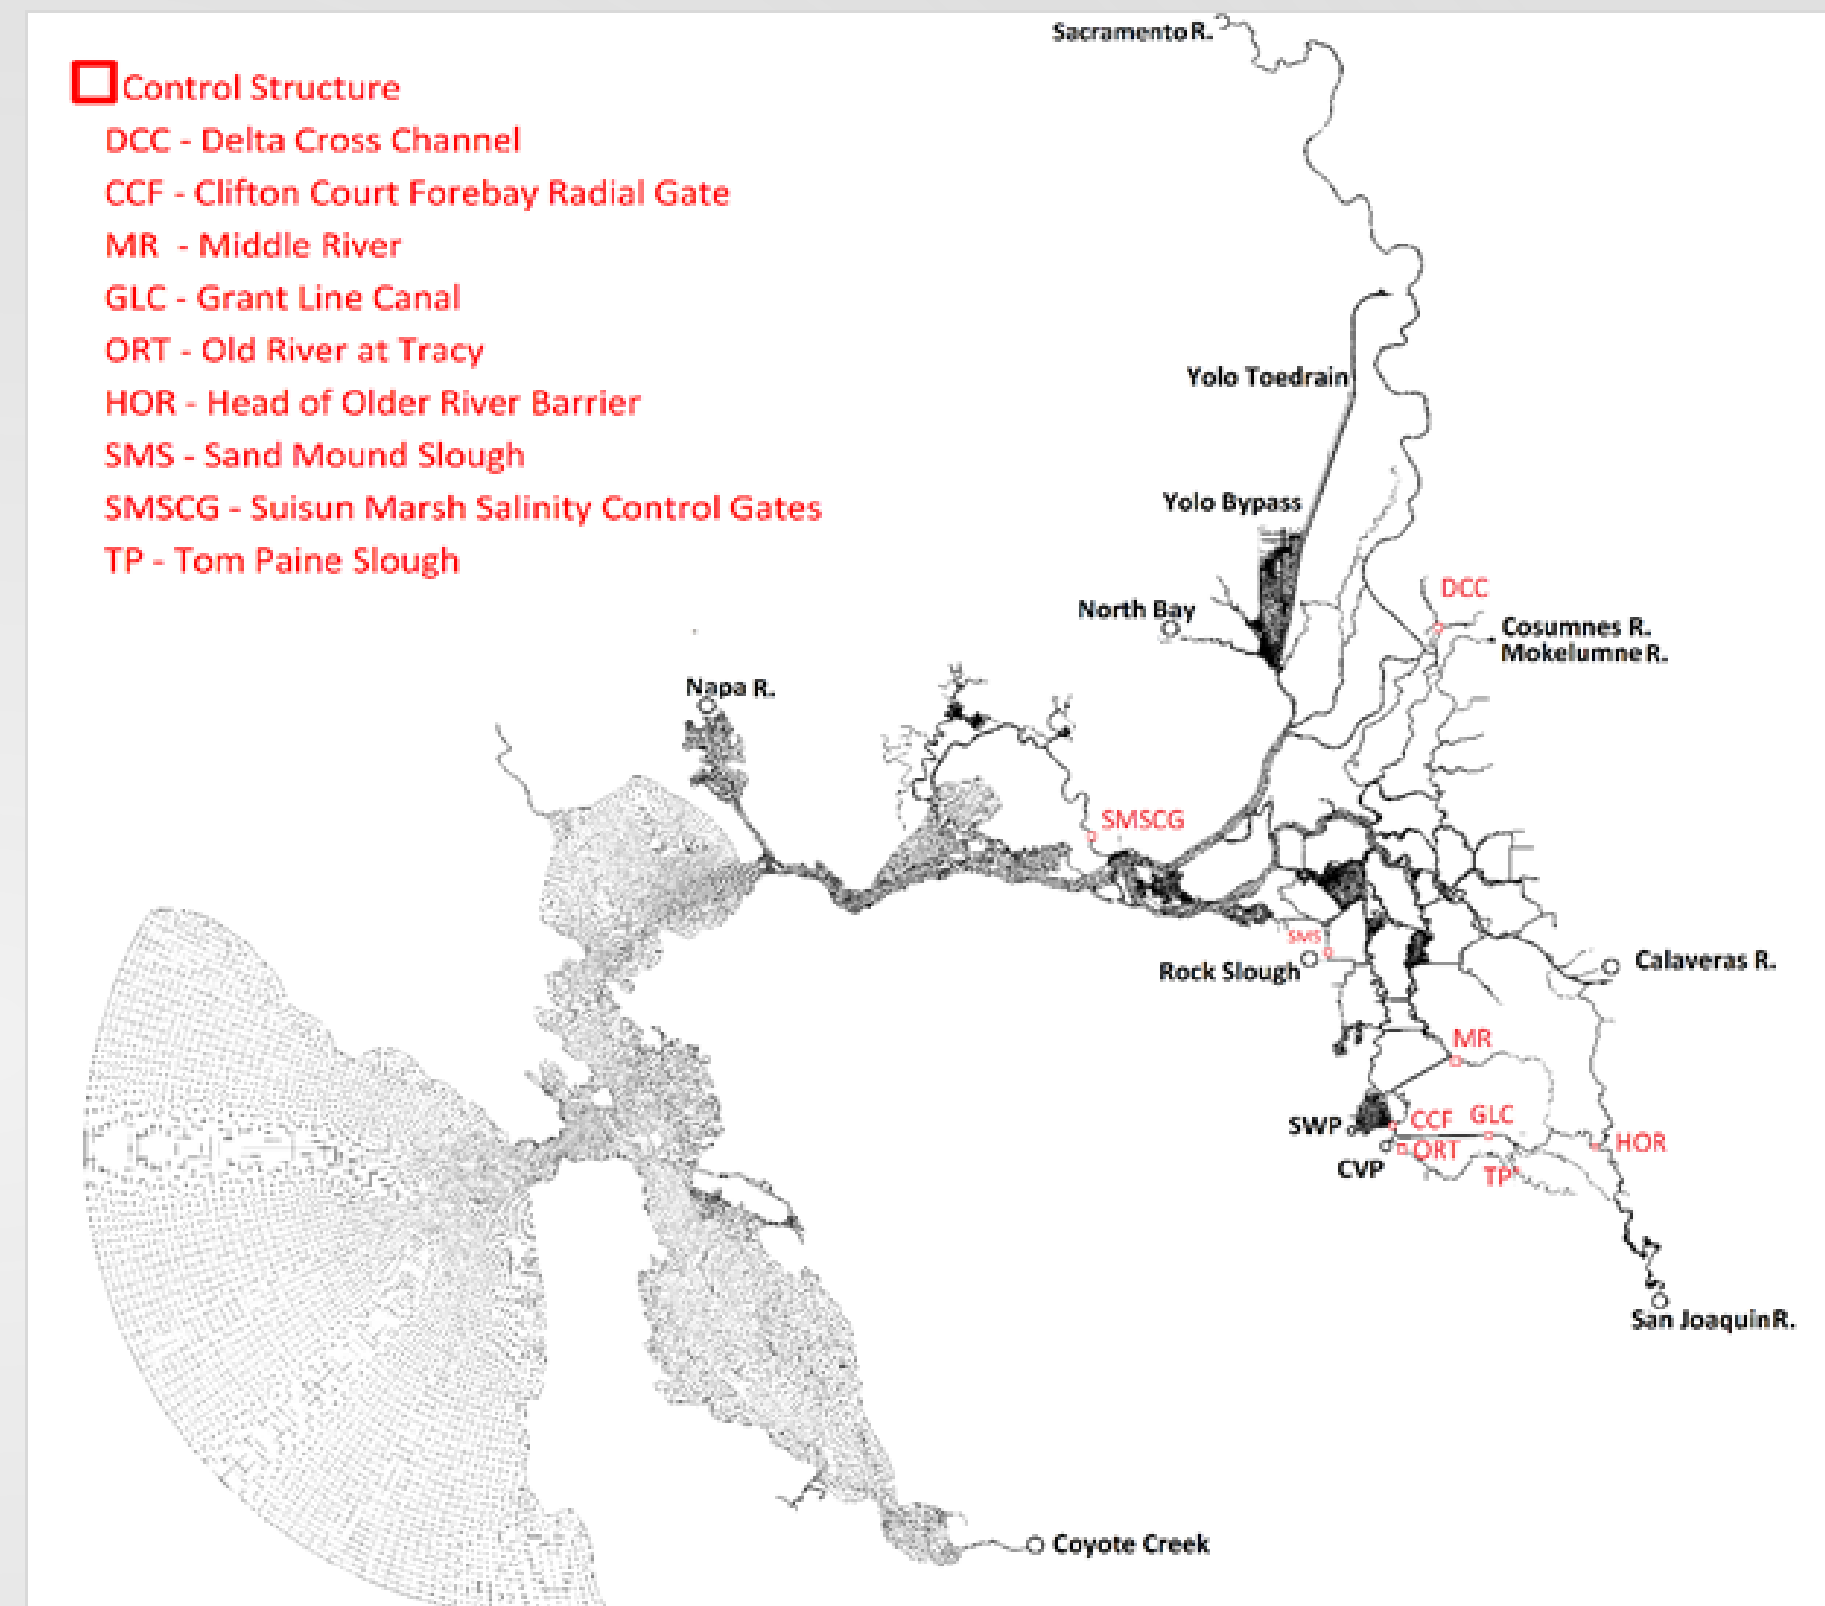 Sacramento R.
Control Structure
DCC - Delta Cross Channel
CCF - Clifton Court Forebay Radial Gate
MR - Middle River
GLC - Grant Line Canal
ORT - Old River at Tracy
HOR - Head of Older River Barrier
SMS - Sand Mound Slough
SMSCG - Suisun Marsh Salinity Control Gates
TP - Tom Paine Slough
Yolo Toedrain
Yolo Bypass
DCC
North Bay
Cosumnes R.
Mokelumne R.
Napa R.
SMSCG
SMS
Rock Slough
Calaveras R.
MR
SWP
CCF
GLC
HOR
ORT
CVP
TP
San Joaquin R.
Coyote Creek